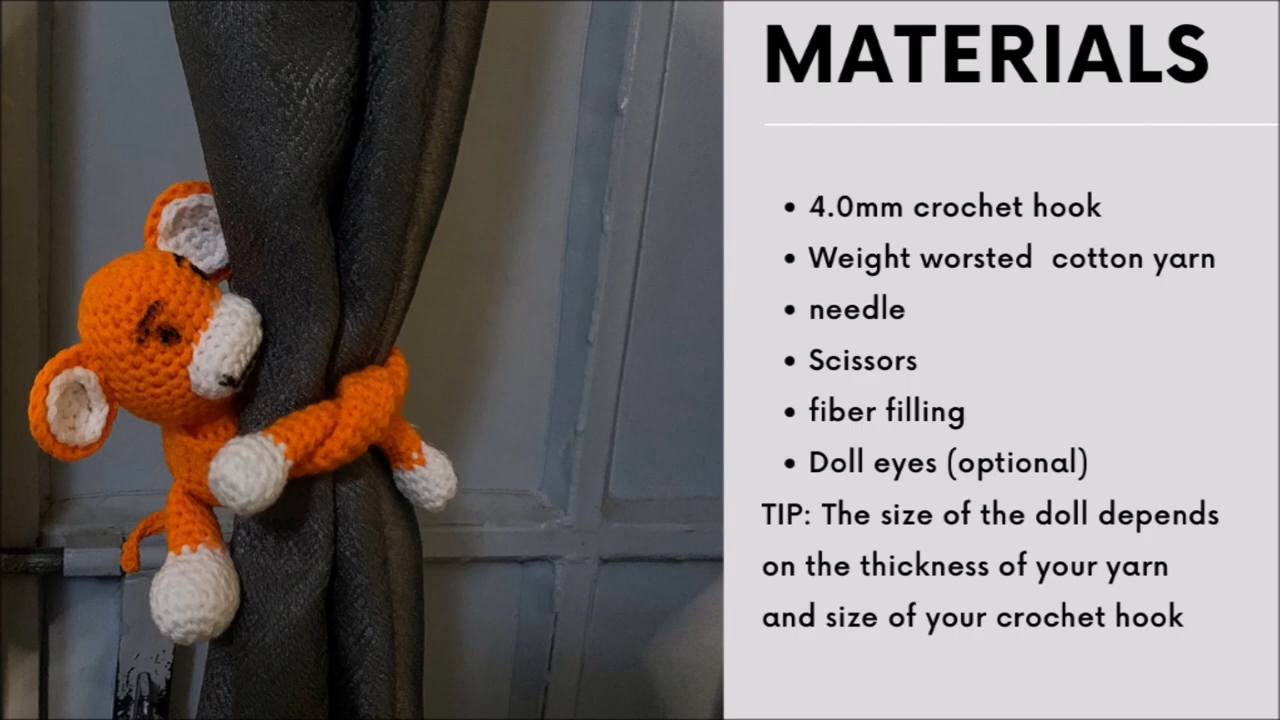 MATERIALS
• 4.0mm crochet hook
• Weight worsted  cotton yarn
• needle
• Scissors
• fiber filling
• Doll eyes (optional)
TIP: The size of the doll depends
on the thickness of your yarn
and size of your crochet hook